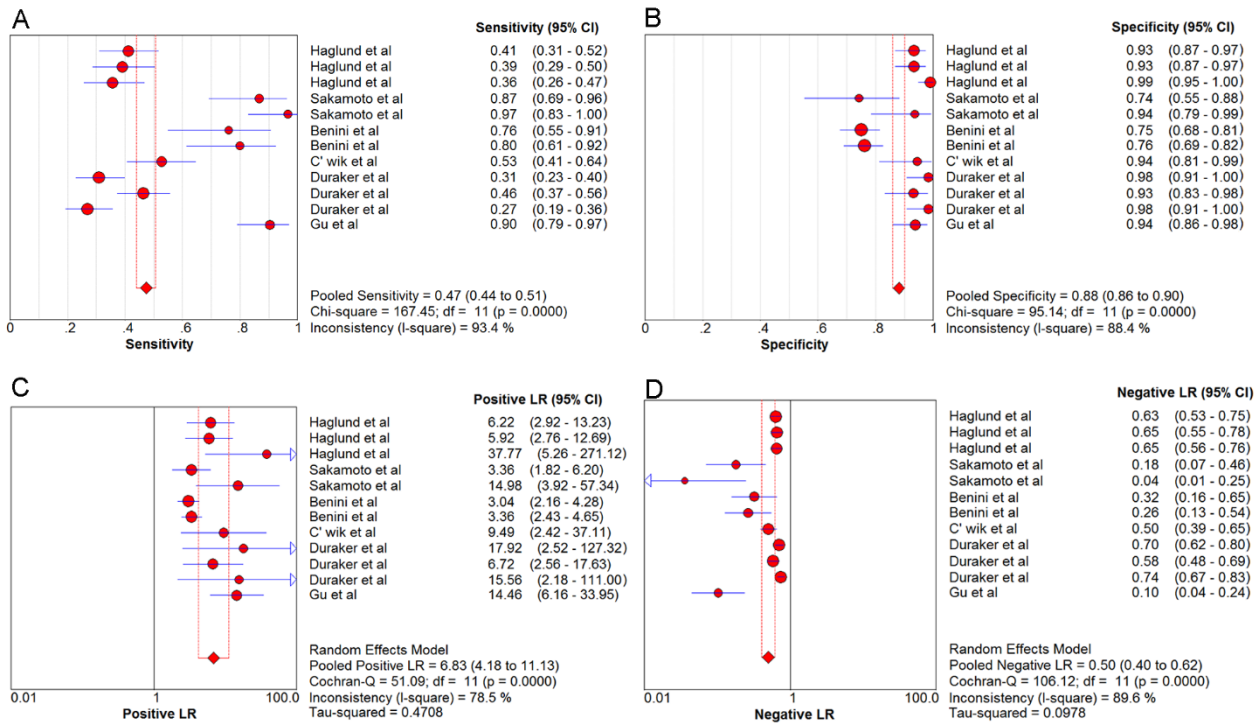 A
Sensitivity (95% CI)
Haglund et al 0.41 (0.31 - 0.52)
Haglund et al 0.39 (0.29 - 0.50)
Haglund et al 0.36 (0.26 - 0.47)
Sakamoto et al 0.87 (0.69 - 0.96)
Sakamoto et al 0.97 (0.83 - 1.00)
Benini et al 0.76 (0.55 - 0.91)
Benini et al 0.80 (0.61 - 0.92)
C' wik et al 0.53 (0.41 - 0.64)
Duraker et al 0.31 (0.23 - 0.40)
Duraker et al 0.46 (0.37 - 0.56)
Duraker et al 0.27 (0.19 - 0.36)
Gu et al 0.90 (0.79 - 0.97)
Pooled Sensitivity = 0.47 (0.44 to 0.51)
Chi-square = 167.45; df = 11 (p = 0.0000)
Inconsistency (I-square) = 93.4 %
0 .2 .4 .6 .8 1
Sensitivity
B
Specificity (95% CI)
Haglund et al 0.93 (0.87 - 0.97)
Haglund et al 0.93 (0.87 - 0.97)
Haglund et al 0.99 (0.95 - 1.00)
Sakamoto et al 0.74 (0.55 - 0.88)
Sakamoto et al 0.94 (0.79 - 0.99)
Benini et al 0.75 (0.68 - 0.81)
Benini et al 0.76 (0.69 - 0.82)
C' wik et al 0.94 (0.81 - 0.99)
Duraker et al 0.98 (0.91 - 1.00)
Duraker et al 0.93 (0.83 - 0.98)
Duraker et al 0.98 (0.91 - 1.00)
Gu et al 0.94 (0.86 - 0.98)
Pooled Specificity = 0.88 (0.86 to 0.90)
Chi-square = 95.14; df = 11 (p = 0.0000)
Inconsistency (I-square) = 88.4 %
0 .2 .4 .6 .8 1
Specificity
C
Positive LR (95% CI)
Haglund et al 6.22 (2.92 - 13.23)
Haglund et al 5.92 (2.76 - 12.69)
Haglund et al 37.77 (5.26 - 271.12)
Sakamoto et al 3.36 (1.82 - 6.20)
Sakamoto et al 14.98 (3.92 - 57.34)
Benini et al 3.04 (2.16 - 4.28)
Benini et al 3.36 (2.43 - 4.65)
C' wik et al 9.49 (2.42 - 37.11)
Duraker et al 17.92 (2.52 - 127.32)
Duraker et al 6.72 (2.56 - 17.63)
Duraker et al 15.56 (2.18 - 111.00)
Gu et al 14.46 (6.16 - 33.95)
Random Effects Model
Pooled Positive LR = 6.83 (4.18 to 11.13)
Cochran-Q = 51.09; df = 11 (p = 0.0000)
Inconsistency (I-square) = 78.5 %
Tau-squared = 0.4708
0.01 1 100.0
Positive LR
D
Negative LR (95% CI)
Haglund et al 0.63 (0.53 - 0.75)
Haglund et al 0.65 (0.55 - 0.78)
Haglund et al 0.65 (0.56 - 0.76)
Sakamoto et al 0.18 (0.07 - 0.46)
Sakamoto et al 0.04 (0.01 - 0.25)
Benini et al 0.32 (0.16 - 0.65)
Benini et al 0.26 (0.13 - 0.54)
C' wik et al 0.50 (0.39 - 0.65)
Duraker et al 0.70 (0.62 - 0.80)
Duraker et al 0.58 (0.48 - 0.69)
Duraker et al 0.74 (0.67 - 0.83)
Gu et al 0.10 (0.04 - 0.24)
Random Effects Model
Pooled Negative LR = 0.50 (0.40 to 0.62)
Cochran-Q = 106.12; df = 11 (p = 0.0000)
Inconsistency (I-square) = 89.6 %
Tau-squared = 0.0978
0.01 1 100.0
Negative LR